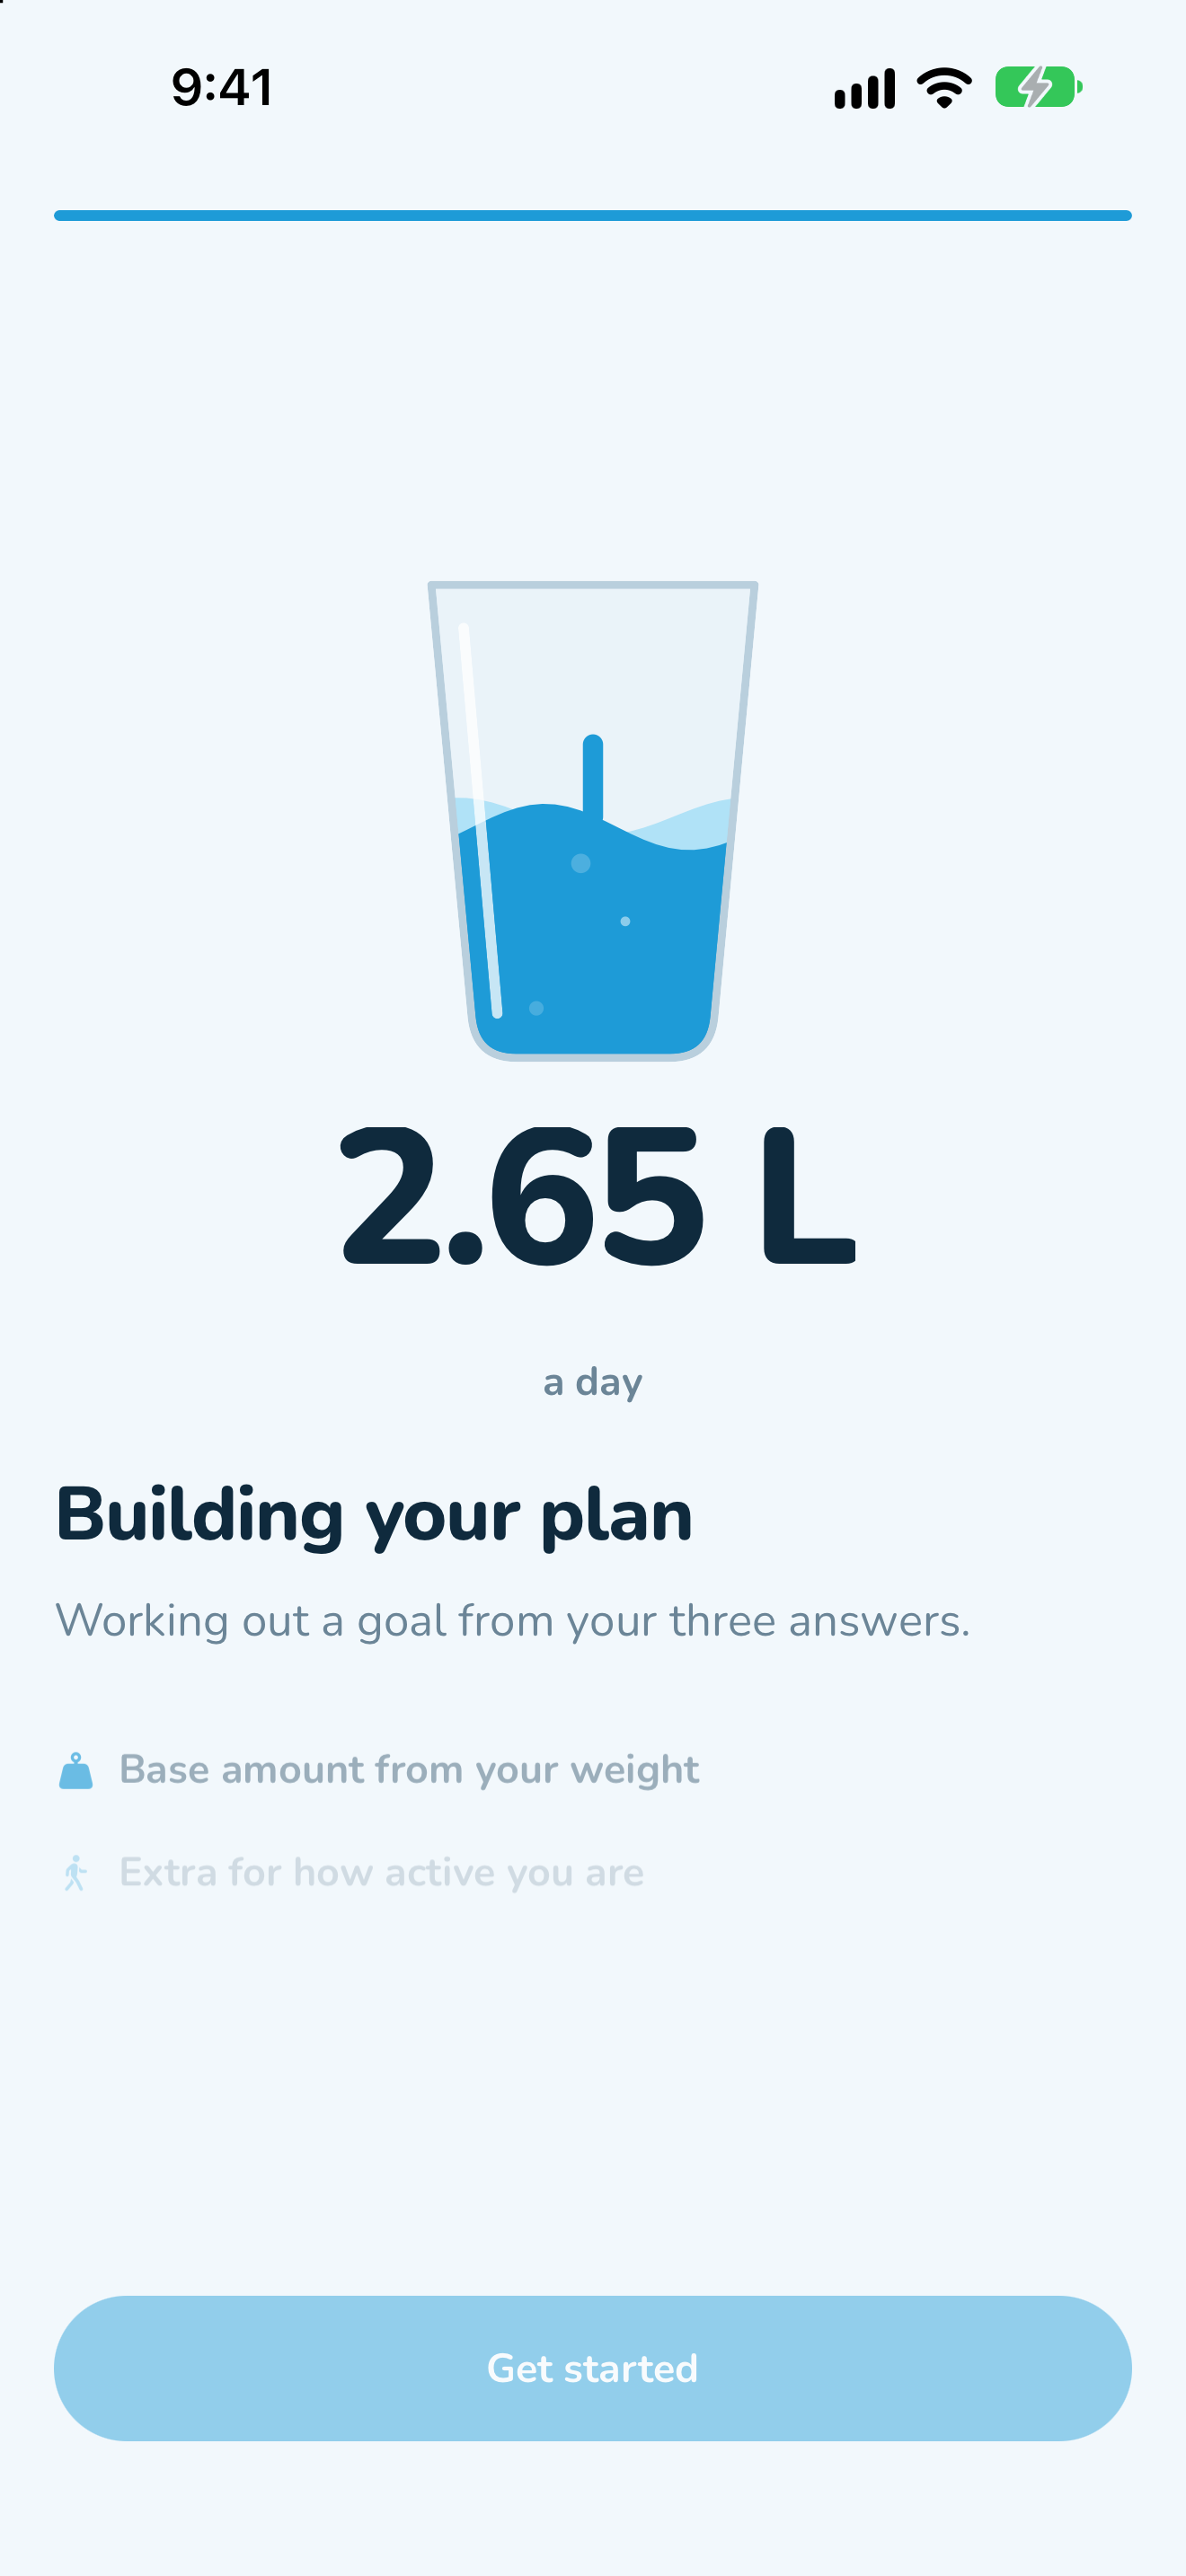 9:41
2.65 L
a day
Building your plan
Working out a goal from your three answers.
Base amount from your weight
Extra for how active you are
Get started